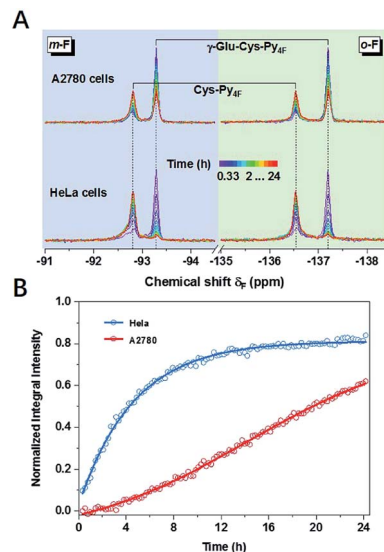 A
m-F
γ-Glu-Cys-Py4F
o-F
A2780 cells
Cys-Py4F
Time (h)
0.33 2 ... 24
HeLa cells
-91 -92 -93 -94 -135 -136 -137 -138
Chemical shift δF (ppm)
B
1.0
Hela
A2780
0.8
0.6
0.4
0.2
0.0
Normalized Integral Intensity
0 4 8 12 16 20 24
Time (h)